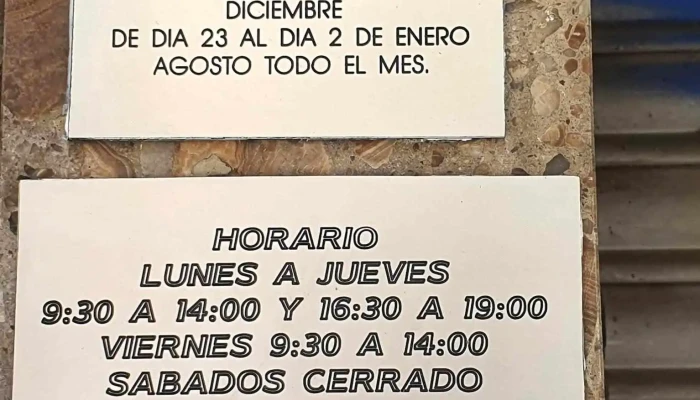 DICIEMBRE
DE DIA 23 AL DIA 2 DE ENERO
AGOSTO TODO EL MES.
HORARIO
LUNES A JUEVES
9:30 A 14:00 Y 16:30 A 19:00
VIERNES 9:30 A 14:00
SABADOS CERRADO